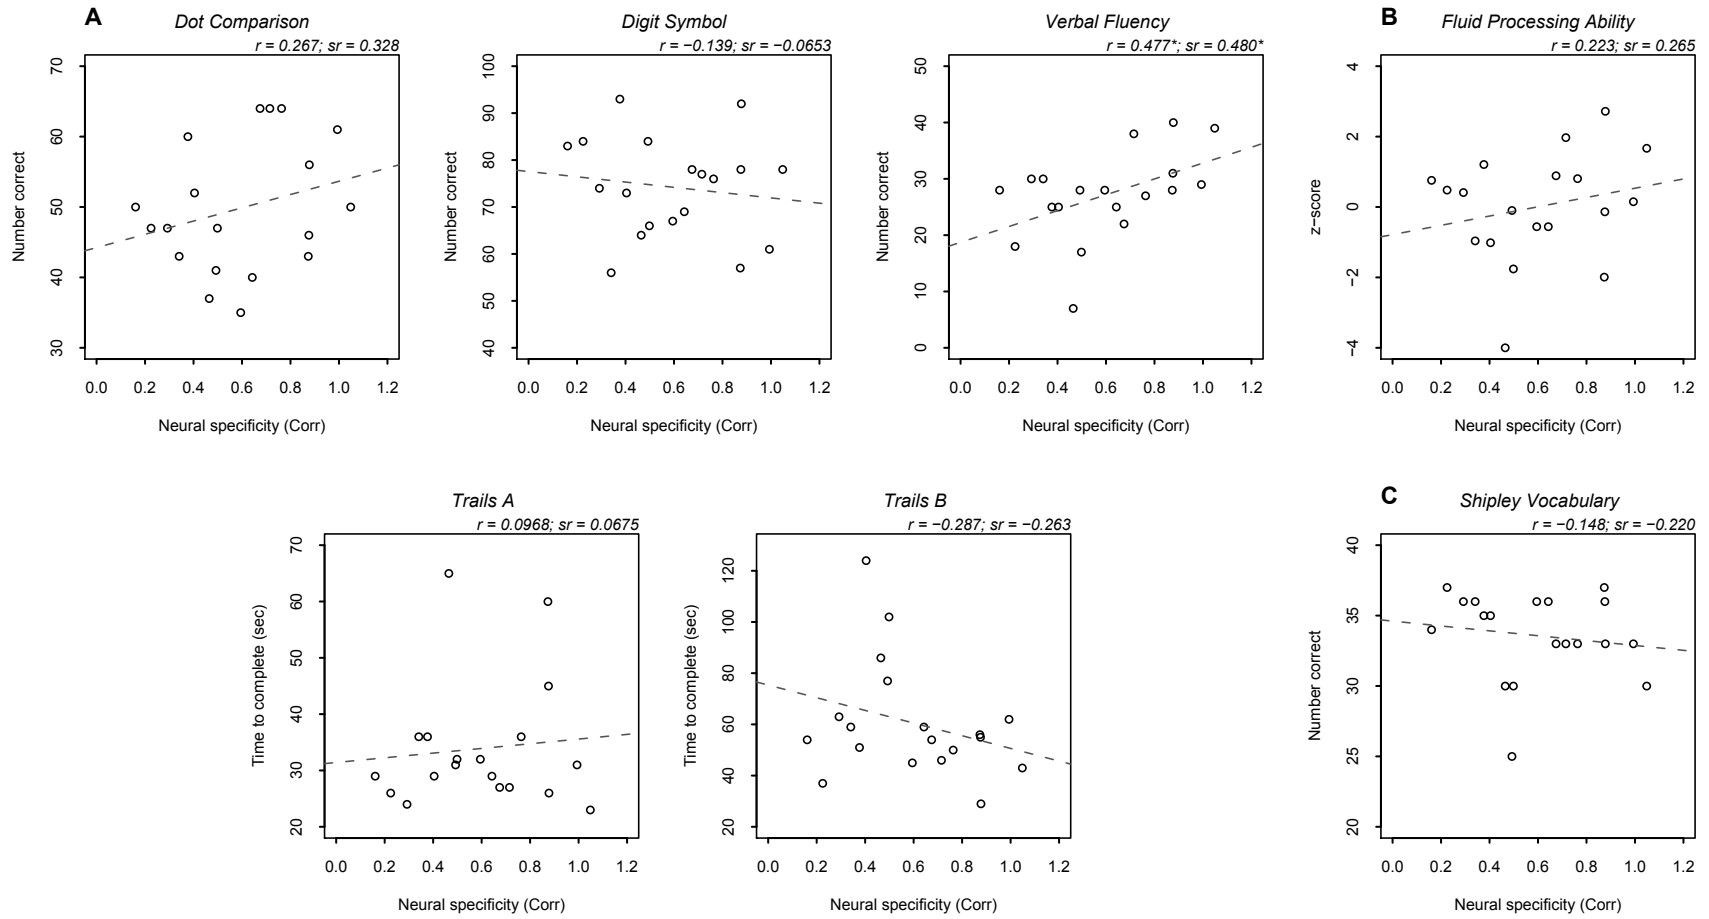 A
Dot Comparison
r = 0.267; sr = 0.328
Number correct
70
60
50
40
30
0.0 0.2 0.4 0.6 0.8 1.0 1.2
Neural specificity (Corr)
Digit Symbol
r = −0.139; sr = −0.0653
Number correct
100
90
80
70
60
50
40
0.0 0.2 0.4 0.6 0.8 1.0 1.2
Neural specificity (Corr)
Verbal Fluency
r = 0.477*; sr = 0.480*
Number correct
50
40
30
20
10
0
0.0 0.2 0.4 0.6 0.8 1.0 1.2
Neural specificity (Corr)
B
Fluid Processing Ability
r = 0.223; sr = 0.265
z−score
4
2
0
−2
−4
0.0 0.2 0.4 0.6 0.8 1.0 1.2
Neural specificity (Corr)
Trails A
r = 0.0968; sr = 0.0675
Time to complete (sec)
70
60
50
40
30
20
0.0 0.2 0.4 0.6 0.8 1.0 1.2
Neural specificity (Corr)
Trails B
r = −0.287; sr = −0.263
Time to complete (sec)
120
100
80
60
40
20
0.0 0.2 0.4 0.6 0.8 1.0 1.2
Neural specificity (Corr)
C
Shipley Vocabulary
r = −0.148; sr = −0.220
Number correct
40
35
30
25
20
0.0 0.2 0.4 0.6 0.8 1.0 1.2
Neural specificity (Corr)